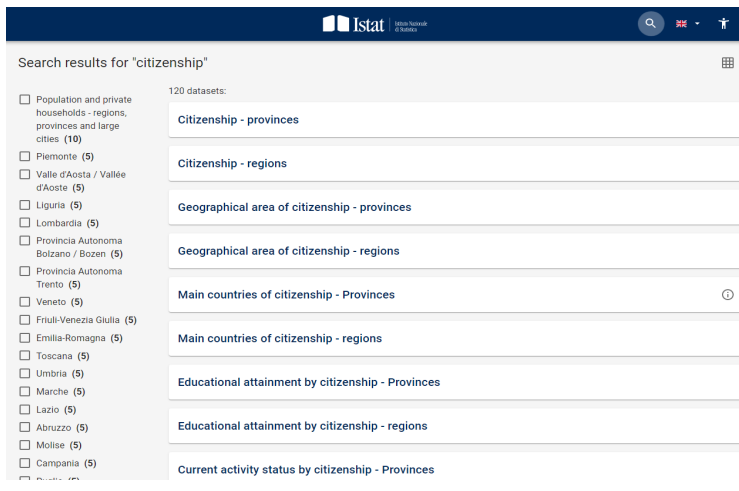 Istat
Istituto Nazionale
di Statistica
Search results for "citizenship"
Population and private
households - regions,
provinces and large
cities (10)
Piemonte (5)
Valle d'Aosta / Vallée
d'Aoste (5)
Liguria (5)
Lombardia (5)
Provincia Autonoma
Bolzano / Bozen (5)
Provincia Autonoma
Trento (5)
Veneto (5)
Friuli-Venezia Giulia (5)
Emilia-Romagna (5)
Toscana (5)
Umbria (5)
Marche (5)
Lazio (5)
Abruzzo (5)
Molise (5)
Campania (5)
120 datasets:
Citizenship - provinces
Citizenship - regions
Geographical area of citizenship - provinces
Geographical area of citizenship - regions
Main countries of citizenship - Provinces
Main countries of citizenship - regions
Educational attainment by citizenship - Provinces
Educational attainment by citizenship - regions
Current activity status by citizenship - Provinces